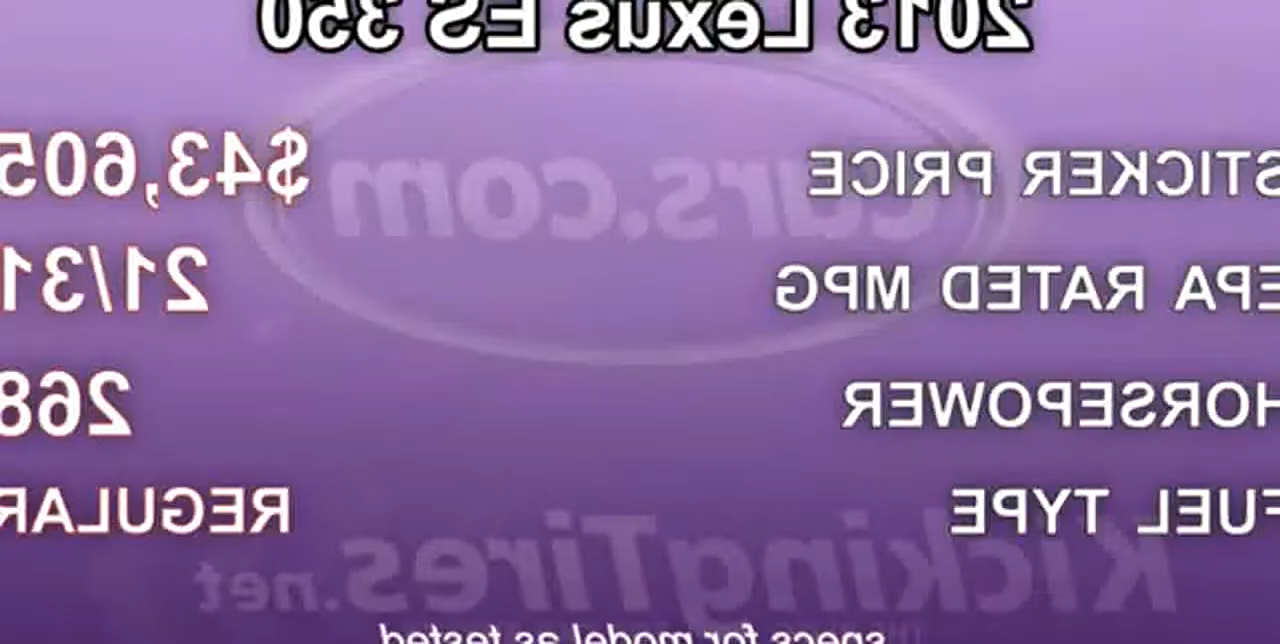 2013 Lexus ES 350
cars.com
STICKER PRICE $43,605
EPA RATED MPG 21/31
HORSEPOWER 268
FUEL TYPE REGULAR
KickingTires.net
specs for model as tested